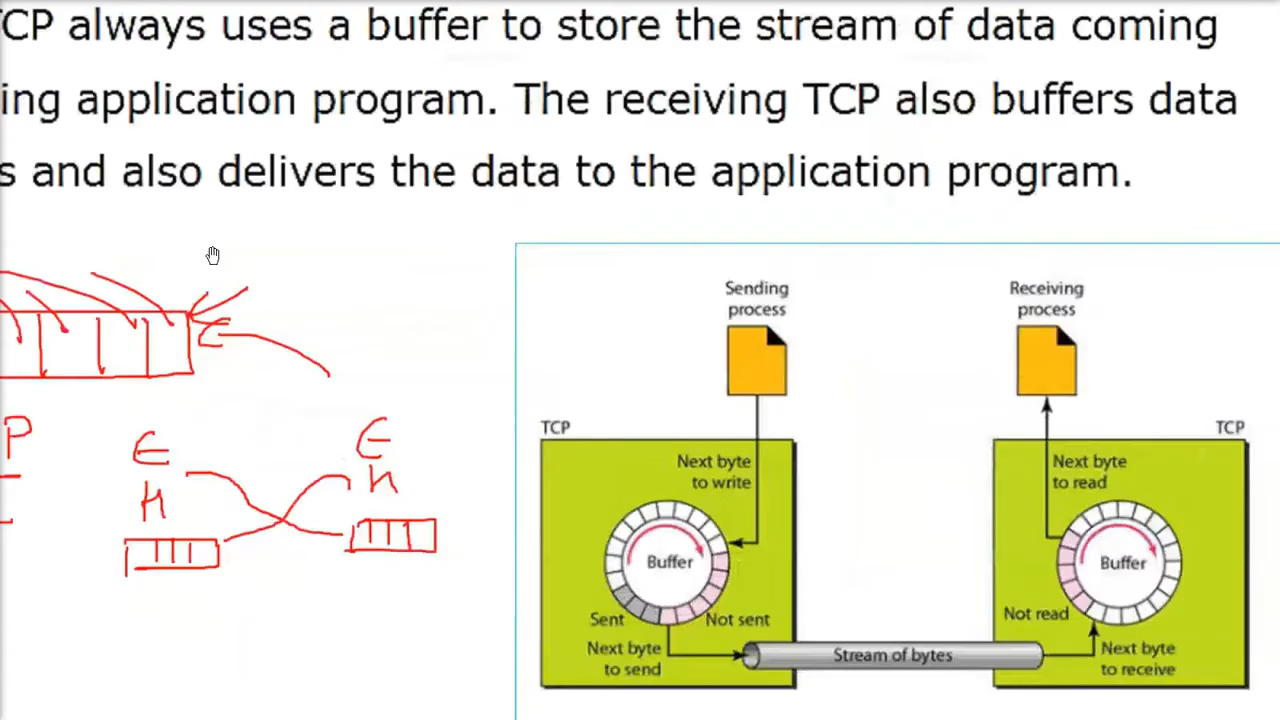 TCP always uses a buffer to store the stream of data coming
ing application program. The receiving TCP also buffers data
s and also delivers the data to the application program.
Sending
process
Receiving
process
TCP
TCP
Next byte
to write
Next byte
to read
Buffer
Buffer
Sent
Not sent
Not read
Next byte
to send
Stream of bytes
Next byte
to receive
E
P
E
H
E
H